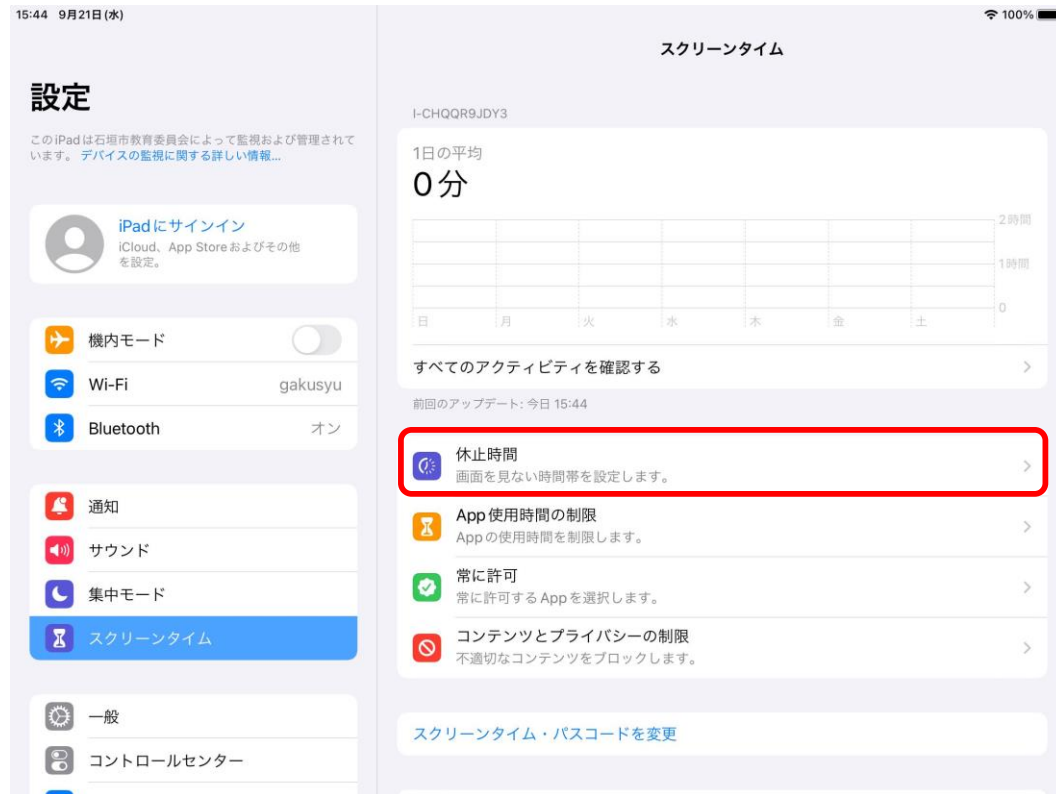 15:44 9月21日(水)
100%
設定
このiPadは石垣市教育委員会によって監視および管理されて
います。デバイスの監視に関する詳しい情報...
iPadにサインイン
iCloud、App Storeおよびその他
を設定。
機内モード
Wi-Fi gakusyu
Bluetooth オン
通知
サウンド
集中モード
スクリーンタイム
一般
コントロールセンター
スクリーンタイム
I-CHQQR9JDY3
1日の平均
0分
2時間
1時間
0
日 月 火 水 木 金 土
すべてのアクティビティを確認する
前回のアップデート: 今日 15:44
休止時間
画面を見ない時間帯を設定します。
App使用時間の制限
Appの使用時間を制限します。
常に許可
常に許可するAppを選択します。
コンテンツとプライバシーの制限
不適切なコンテンツをブロックします。
スクリーンタイム・パスコードを変更